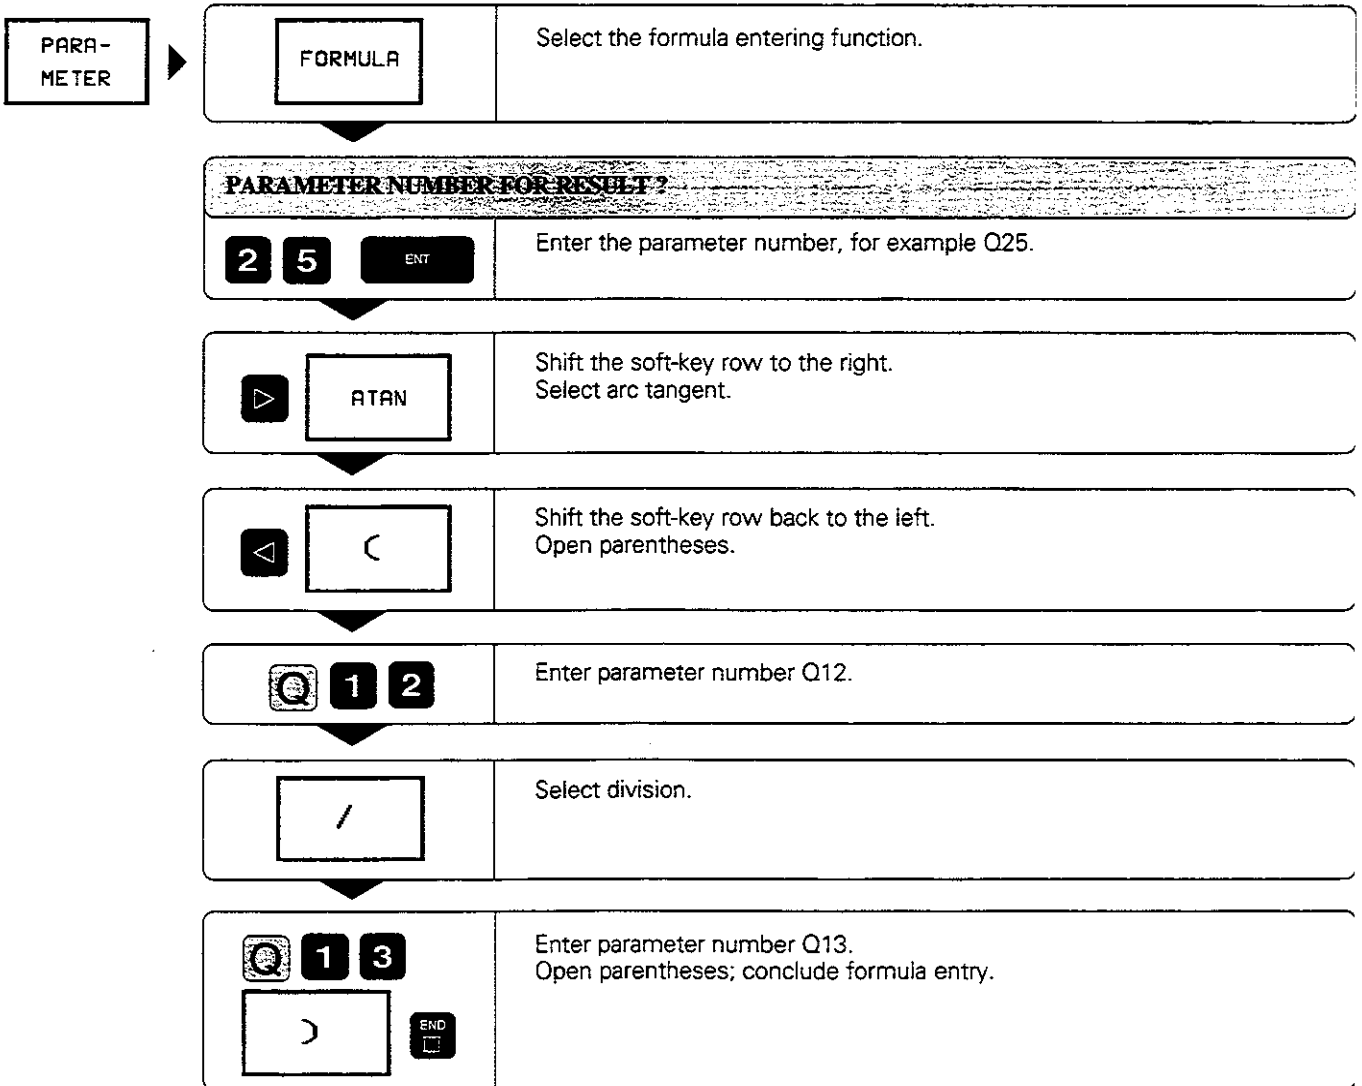 PARA-
METER
FORMULA
Select the formula entering function.
PARAMETER NUMBER FOR RESULT ?
2 5 ENT
Enter the parameter number, for example Q25.
ATAN
Shift the soft-key row to the right.
Select arc tangent.
(
Shift the soft-key row back to the left.
Open parentheses.
Q 1 2
Enter parameter number Q12.
/
Select division.
Q 1 3
Enter parameter number Q13.
Open parentheses; conclude formula entry.
) END